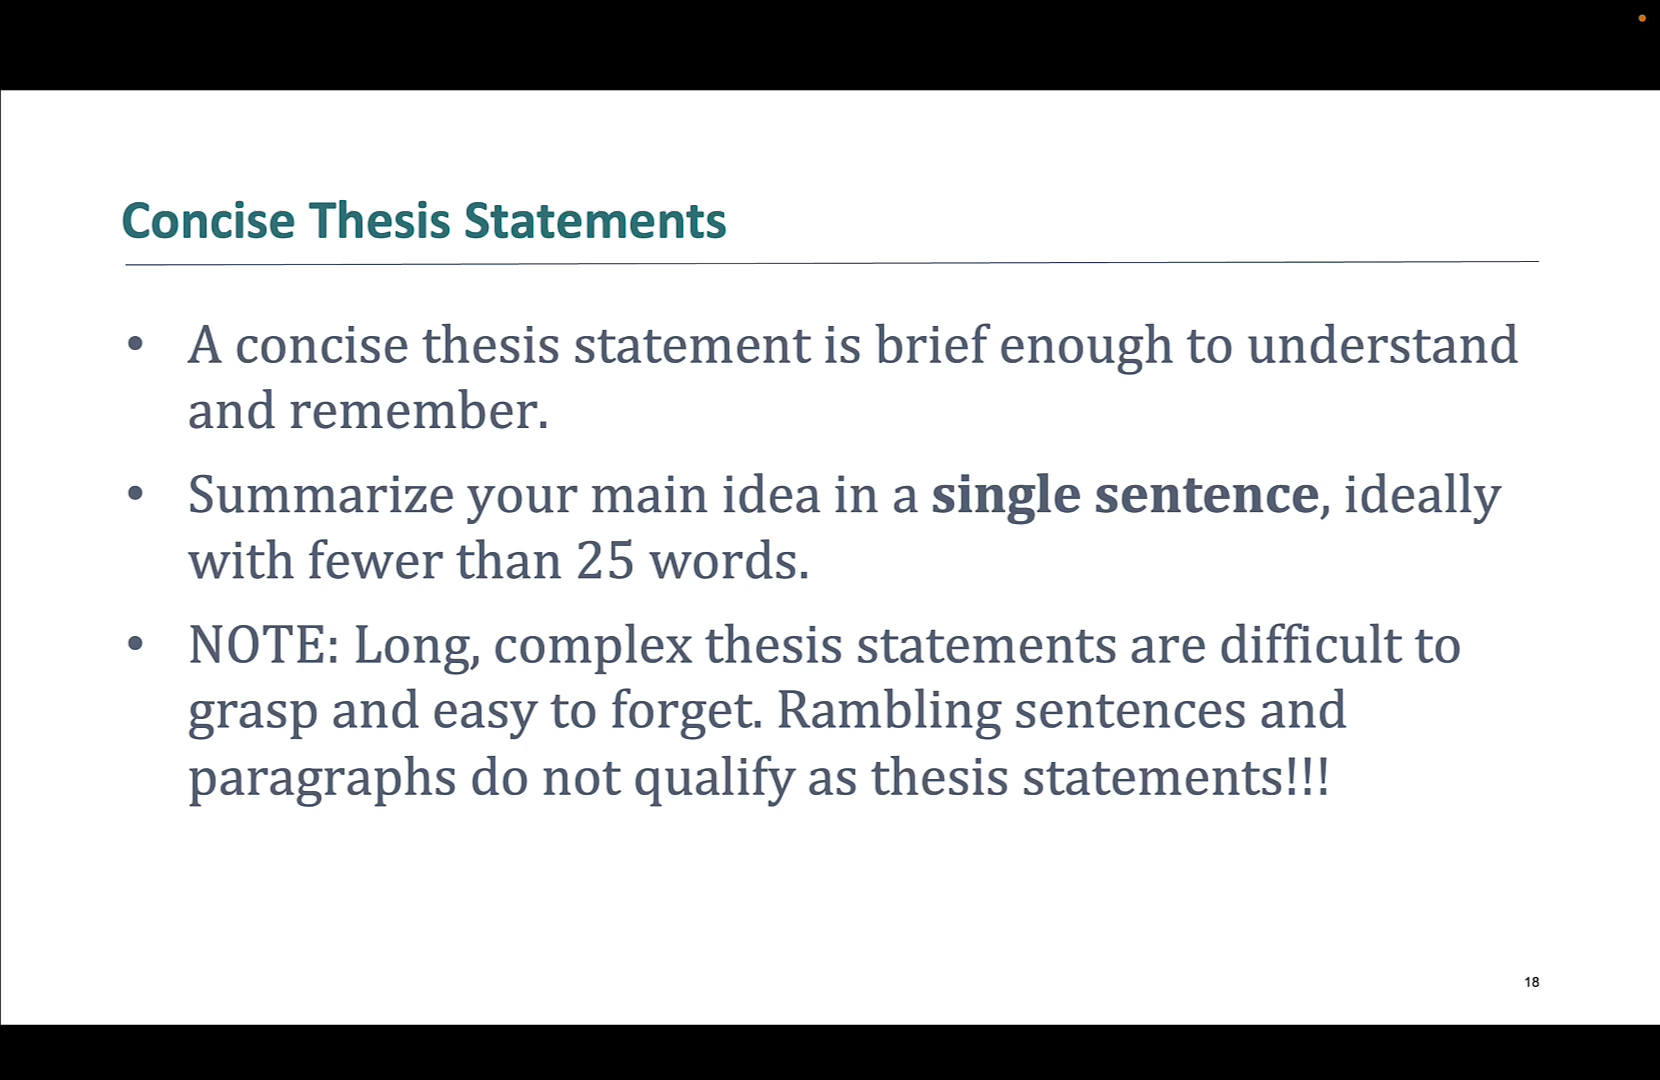 Concise Thesis Statements
• A concise thesis statement is brief enough to understand
and remember.
• Summarize your main idea in a single sentence, ideally
with fewer than 25 words.
• NOTE: Long, complex thesis statements are difficult to
grasp and easy to forget. Rambling sentences and
paragraphs do not qualify as thesis statements!!!
18